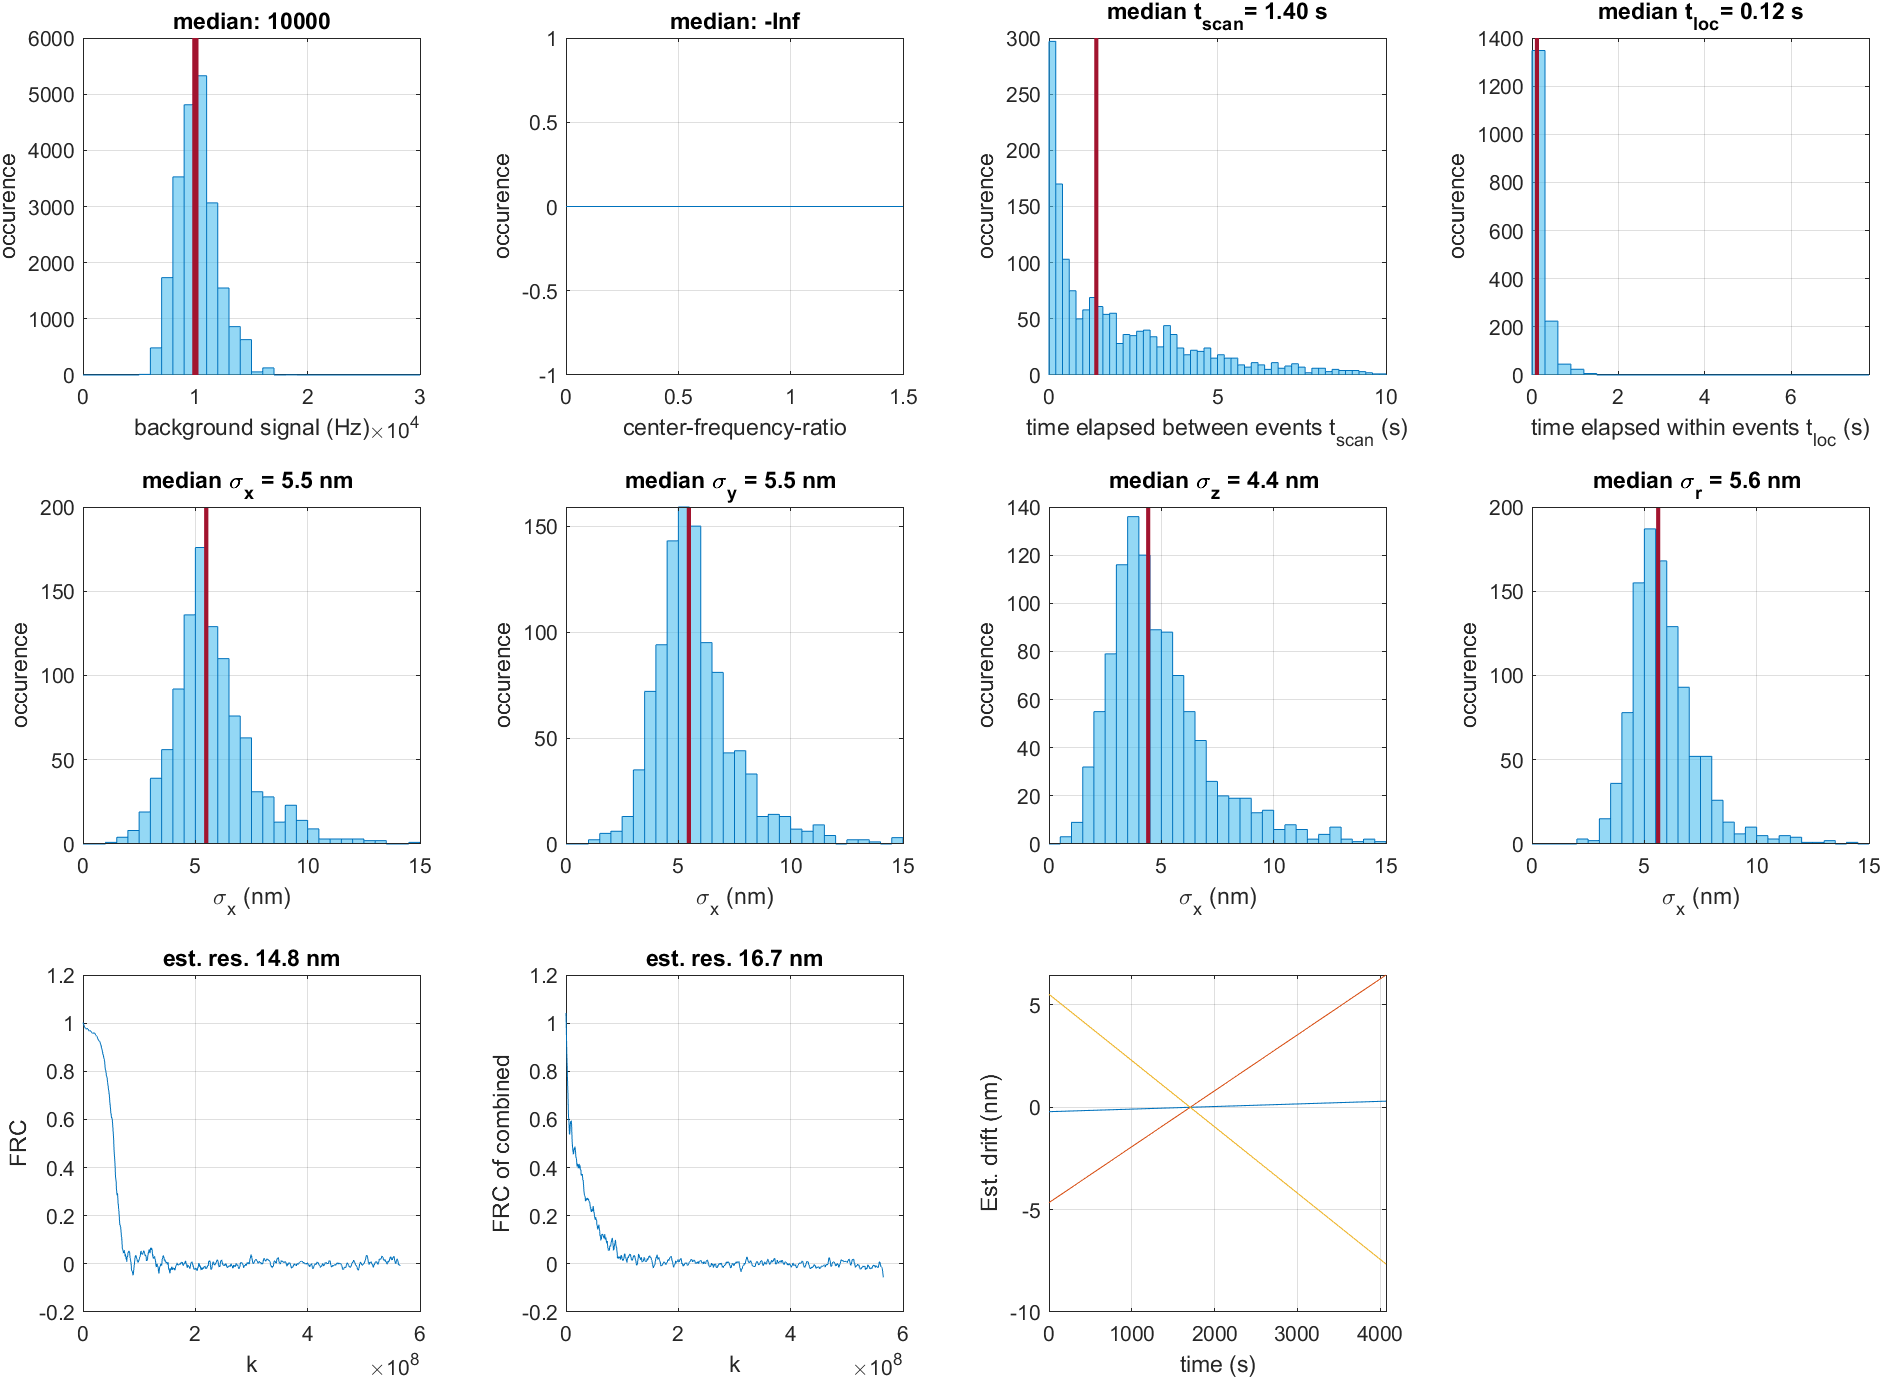 median: 10000
6000
5000
4000
3000
2000
1000
0
occurence
0 1 2 3
background signal (Hz) ×10^4
median: -Inf
1
0.5
0
-0.5
-1
occurence
0 0.5 1 1.5
center-frequency-ratio
median t_scan = 1.40 s
300
250
200
150
100
50
0
occurence
0 5 10
time elapsed between events t_scan (s)
median t_loc = 0.12 s
1400
1200
1000
800
600
400
200
0
occurence
0 2 4 6
time elapsed within events t_loc (s)
median σ_x = 5.5 nm
200
150
100
50
0
occurence
0 5 10 15
σ_x (nm)
median σ_y = 5.5 nm
150
100
50
0
occurence
0 5 10 15
σ_x (nm)
median σ_z = 4.4 nm
140
120
100
80
60
40
20
0
occurence
0 5 10 15
σ_x (nm)
median σ_r = 5.6 nm
200
150
100
50
0
occurence
0 5 10 15
σ_x (nm)
est. res. 14.8 nm
1.2
1
0.8
0.6
0.4
0.2
0
-0.2
FRC
0 2 4 6
k ×10^8
est. res. 16.7 nm
1.2
1
0.8
0.6
0.4
0.2
0
-0.2
FRC of combined
0 2 4 6
k ×10^8
5
0
-5
-10
Est. drift (nm)
0 1000 2000 3000 4000
time (s)